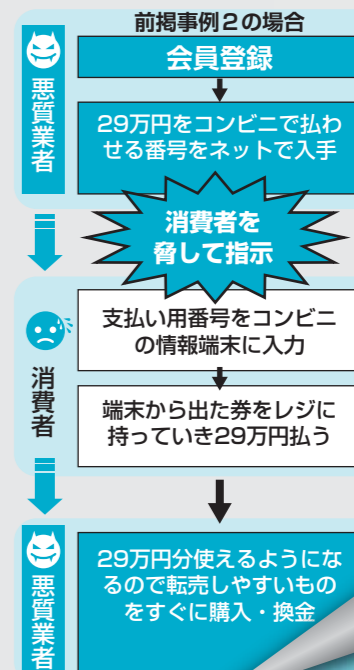 前掲事例2の場合
悪質業者
会員登録
29万円をコンビニで払わ
せる番号をネットで入手
消費者を
脅して指示
消費者
支払い用番号をコンビニ
の情報端末に入力
端末から出た券をレジに
持っていき29万円払う
悪質業者
29万円分使えるようにな
るので転売しやすいもの
をすぐに購入・換金